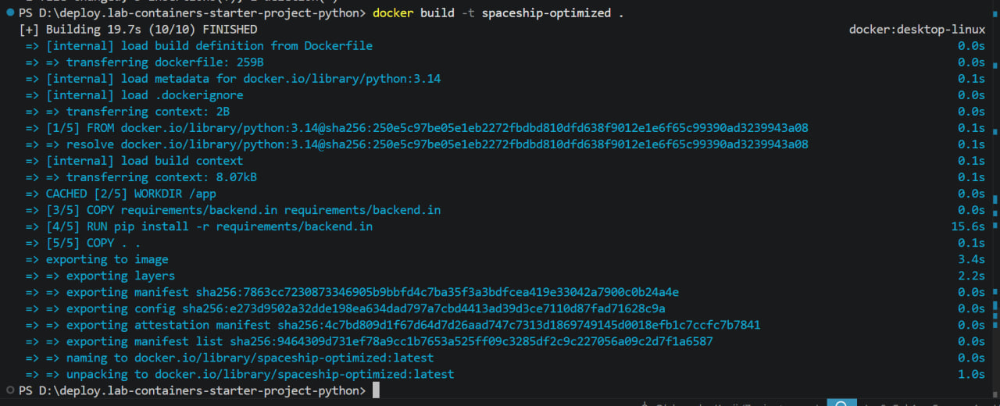 PS D:\deploy.lab-containers-starter-project-python> docker build -t spaceship-optimized .
[+] Building 19.7s (10/10) FINISHED docker:desktop-linux
=> [internal] load build definition from Dockerfile 0.0s
=> => transferring dockerfile: 259B 0.0s
=> [internal] load metadata for docker.io/library/python:3.14 0.1s
=> [internal] load .dockerignore 0.0s
=> => transferring context: 2B 0.0s
=> [1/5] FROM docker.io/library/python:3.14@sha256:250e5c97be05e1eb2272fbdbd810dfd638f9012e1e6f65c99390ad3239943a08 0.1s
=> => resolve docker.io/library/python:3.14@sha256:250e5c97be05e1eb2272fbdbd810dfd638f9012e1e6f65c99390ad3239943a08 0.1s
=> [internal] load build context 0.1s
=> => transferring context: 8.07kB 0.1s
=> CACHED [2/5] WORKDIR /app 0.0s
=> [3/5] COPY requirements/backend.in requirements/backend.in 0.0s
=> [4/5] RUN pip install -r requirements/backend.in 15.6s
=> [5/5] COPY . . 0.1s
=> exporting to image 3.4s
=> => exporting layers 2.2s
=> => exporting manifest sha256:7863cc7230873346905b9bbfd4c7ba35f3a3bdfcea419e33042a7900c0b24a4e 0.0s
=> => exporting config sha256:e273d9502a32dde198ea634dad797a7cbd4413ad39d3ce7110d87fad71628c9a 0.0s
=> => exporting attestation manifest sha256:4c7bd809d1f67d64d7d26aad747c7313d1869749145d0018efb1c7ccfc7b7841 0.0s
=> => exporting manifest list sha256:9464309d731ef78a9cc1b7653a525ff09c3285df2c9c227056a09c2d7f1a6587 0.0s
=> => naming to docker.io/library/spaceship-optimized:latest 0.0s
=> => unpacking to docker.io/library/spaceship-optimized:latest 1.0s
PS D:\deploy.lab-containers-starter-project-python>